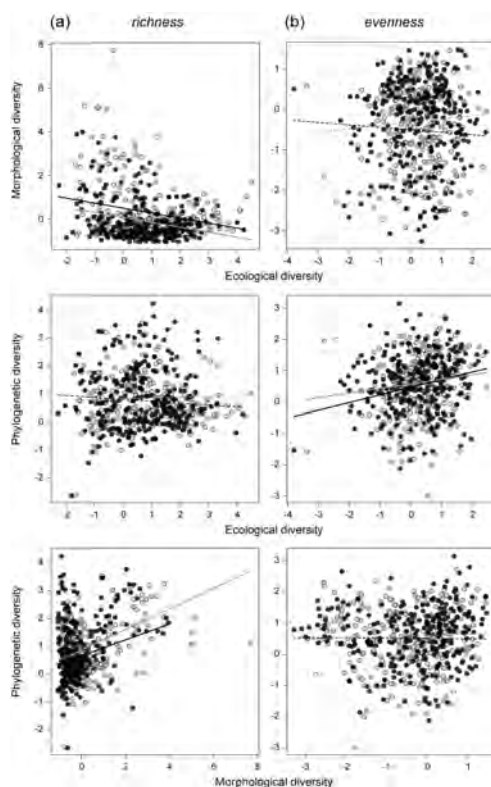 (a) richness (b) evenness
Morphological diversity
8
6
4
2
0
1
0
-1
-2
-3
-2 -1 0 1 2 3 4
-4 -3 -2 -1 0 1 2
Ecological diversity
Phylogenetic diversity
4
3
2
1
0
-1
-2
3
2
1
0
-1
-2
-3
-2 -1 0 1 2 3 4
-4 -3 -2 -1 0 1 2
Ecological diversity
Phylogenetic diversity
4
3
2
1
0
-1
-2
3
2
1
0
-1
-2
-3
0 2 4 6 8
-3 -2 -1 0 1
Morphological diversity